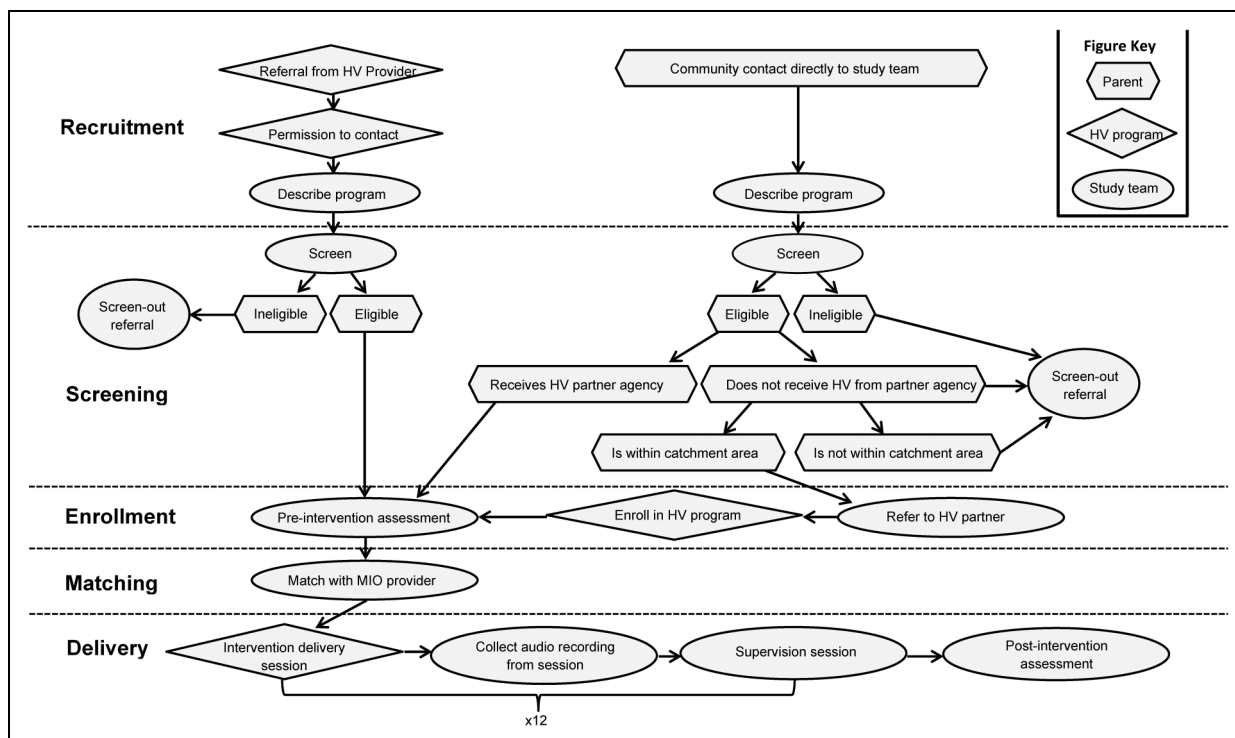 Referral from HV Provider
Community contact directly to study team
Figure Key
Parent
HV program
Study team
Recruitment
Permission to contact
Describe program
Describe program
Screen
Screen
Screen-out
referral
Ineligible
Eligible
Eligible
Ineligible
Screening
Receives HV partner agency
Does not receive HV from partner agency
Screen-out
referral
Is within catchment area
Is not within catchment area
Enrollment
Pre-intervention assessment
Enroll in HV program
Refer to HV partner
Matching
Match with MIO provider
Delivery
Intervention delivery
session
Collect audio recording
from session
Supervision session
Post-intervention
assessment
x12